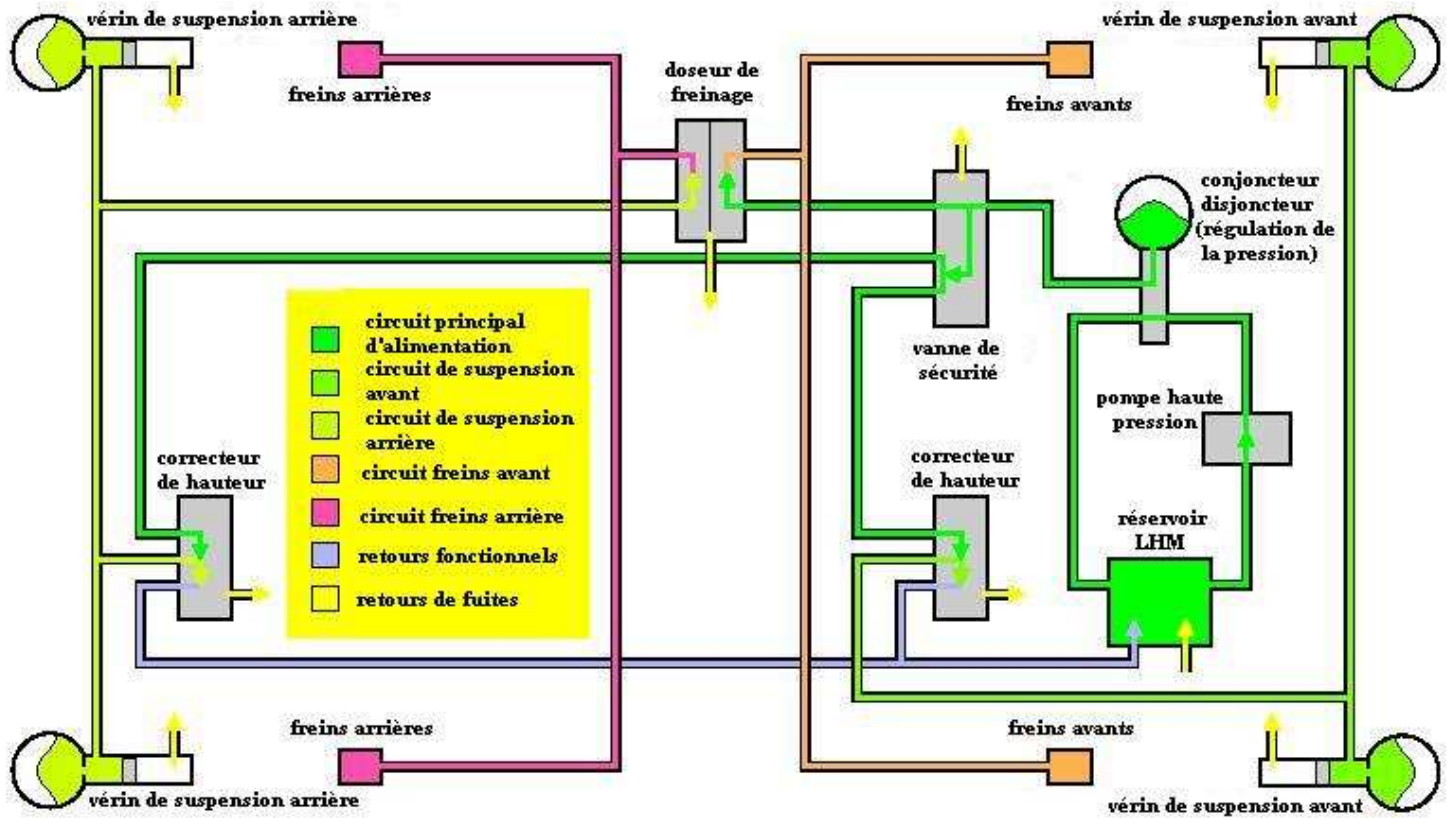 vérin de suspension arrière
vérin de suspension avant
freins arrières
doseur de
freinage
freins avants
conjoncteur
disjoncteur
(régulation de
la pression)
circuit principal
d'alimentation
circuit de suspension
avant
circuit de suspension
arrière
circuit freins avant
circuit freins arrière
retours fonctionnels
retours de fuites
vanne de
sécurité
pompe haute
pression
correcteur
de hauteur
correcteur
de hauteur
réservoir
LHM
freins arrières
freins avants
vérin de suspension arrière
vérin de suspension avant